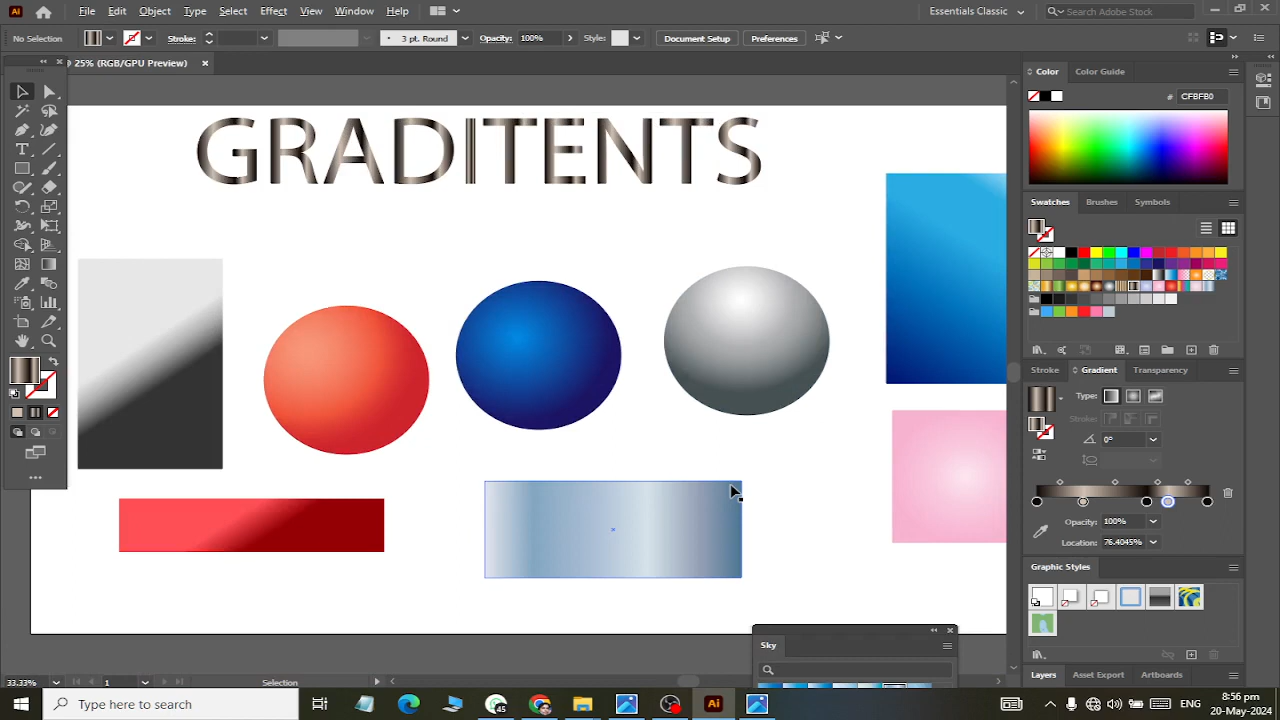 Ai File Edit Object Type Select Effect View Window Help Essentials Classic Search Adobe Stock
No Selection Stroke: 3 pt. Round Opacity: 100% Style: Document Setup Preferences
25% (RGB/GPU Preview) ×
Color Color Guide
# CFBFB0
GRADITENTS
Swatches Brushes Symbols
Stroke Gradient Transparency
Type:
Stroke:
0°
Opacity: 100%
Location: 76.4045%
Graphic Styles
Sky
Layers Asset Export Artboards
33.33% 1 Selection
Type here to search 45 Ai 8:56 pm
20-May-2024